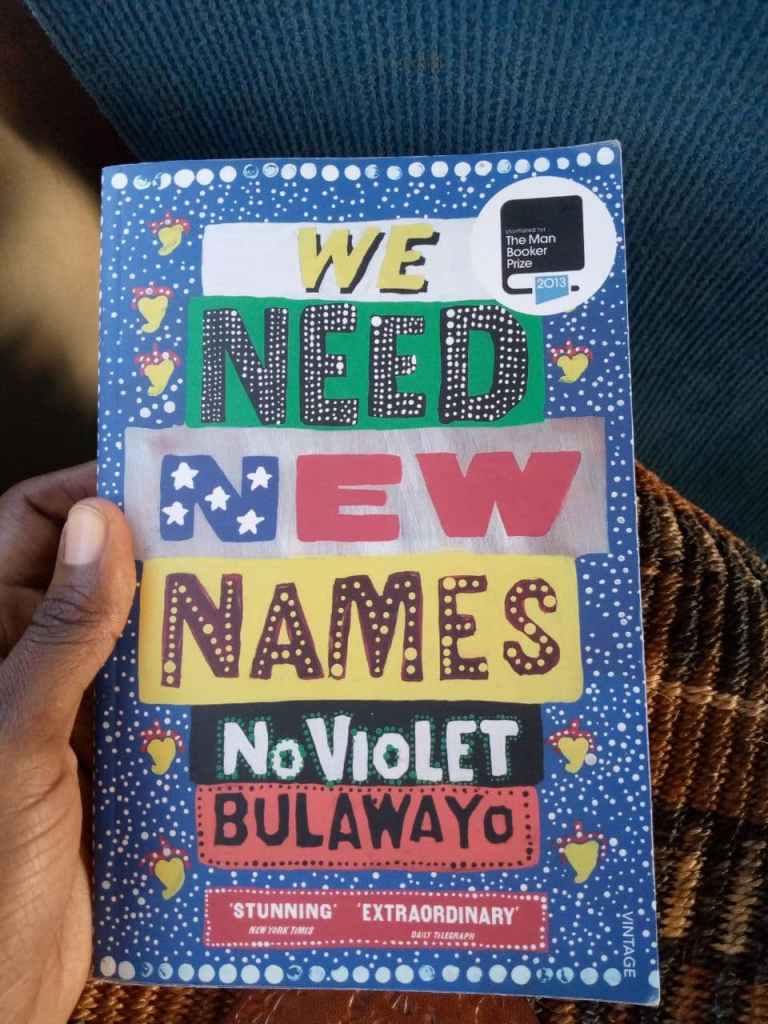 WE
shortlisted for
The Man
Booker
Prize
2013
NEED
NEW
NAMES
NoVIOLET
BULAWAYO
'STUNNING' 'EXTRAORDINARY'
NEW YORK TIMES DAILY TELEGRAPH
VINTAGE